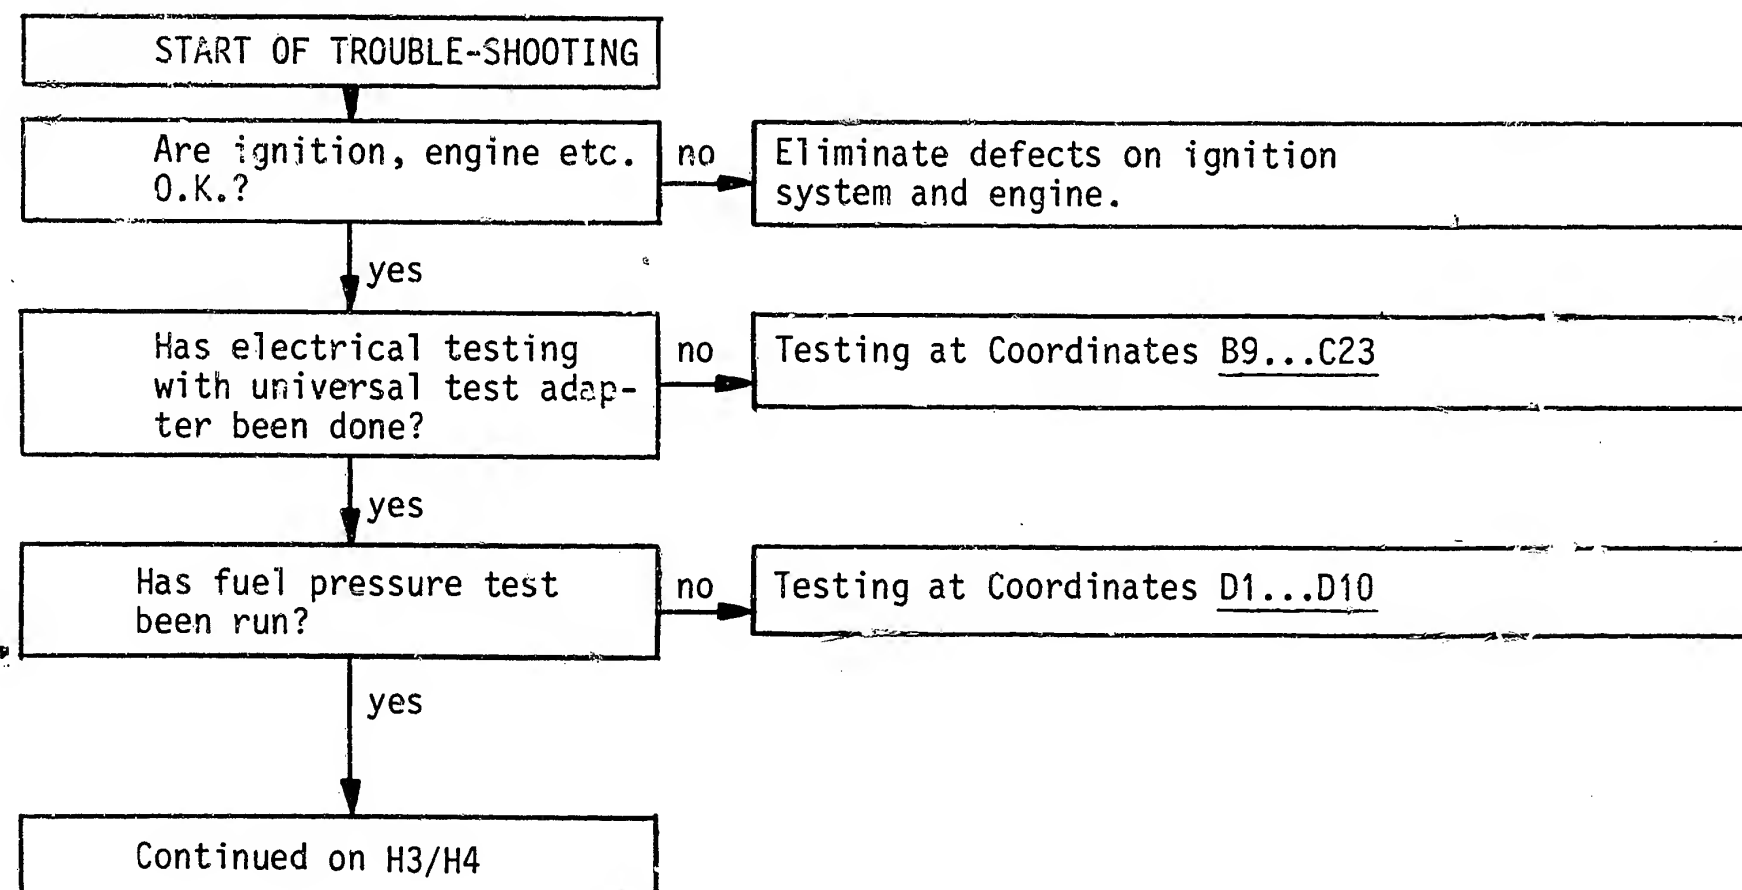 START OF TROUBLE-SHOOTING
Are ignition, engine etc.
O.K.?
no
Eliminate defects on ignition
system and engine.
yes
Has electrical testing
with universal test adap-
ter been done?
no
Testing at Coordinates B9...C23
yes
Has fuel pressure test
been run?
no
Testing at Coordinates D1...D10
yes
Continued on H3/H4